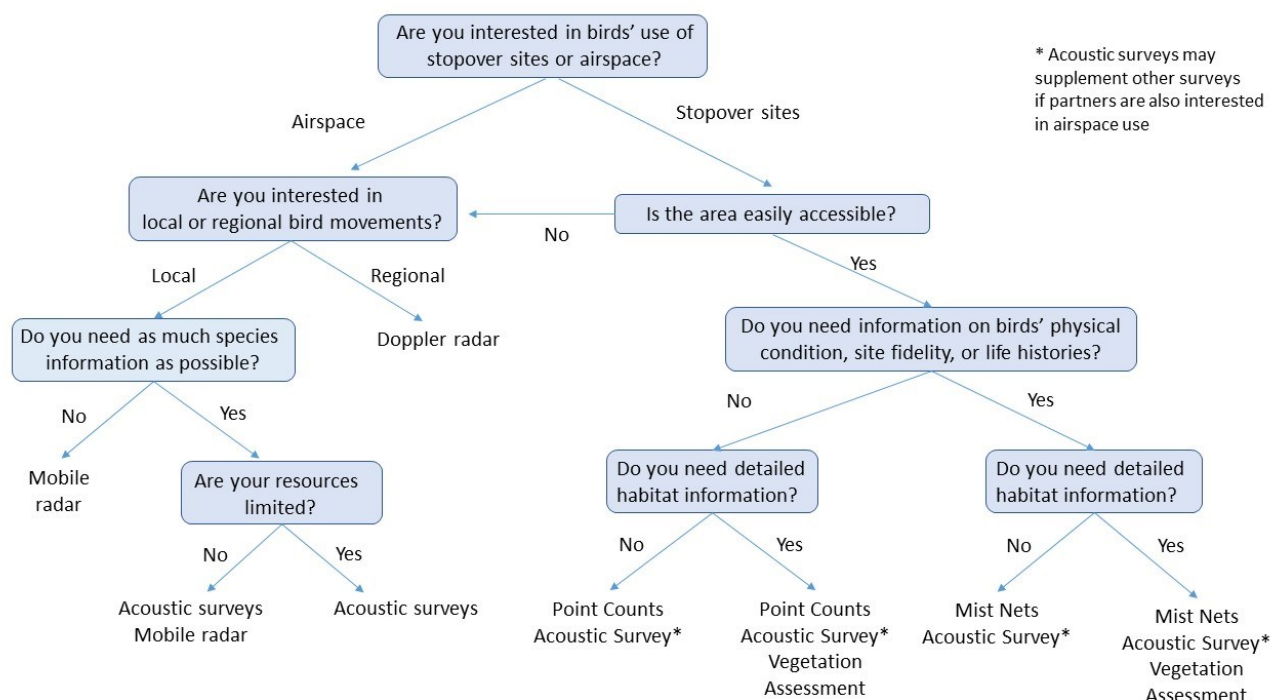 Are you interested in birds’ use of
stopover sites or airspace?
* Acoustic surveys may
supplement other surveys
if partners are also interested
in airspace use
Airspace
Stopover sites
Are you interested in
local or regional bird movements?
Is the area easily accessible?
No
Yes
Local
Regional
Do you need as much species
information as possible?
Doppler radar
Do you need information on birds’ physical
condition, site fidelity, or life histories?
No
Yes
No
Yes
Mobile
radar
Are your resources
limited?
Do you need detailed
habitat information?
Do you need detailed
habitat information?
No
Yes
No
Yes
No
Yes
Acoustic surveys
Mobile radar
Acoustic surveys
Point Counts
Acoustic Survey*
Point Counts
Acoustic Survey*
Vegetation
Assessment
Mist Nets
Acoustic Survey*
Mist Nets
Acoustic Survey*
Vegetation
Assessment